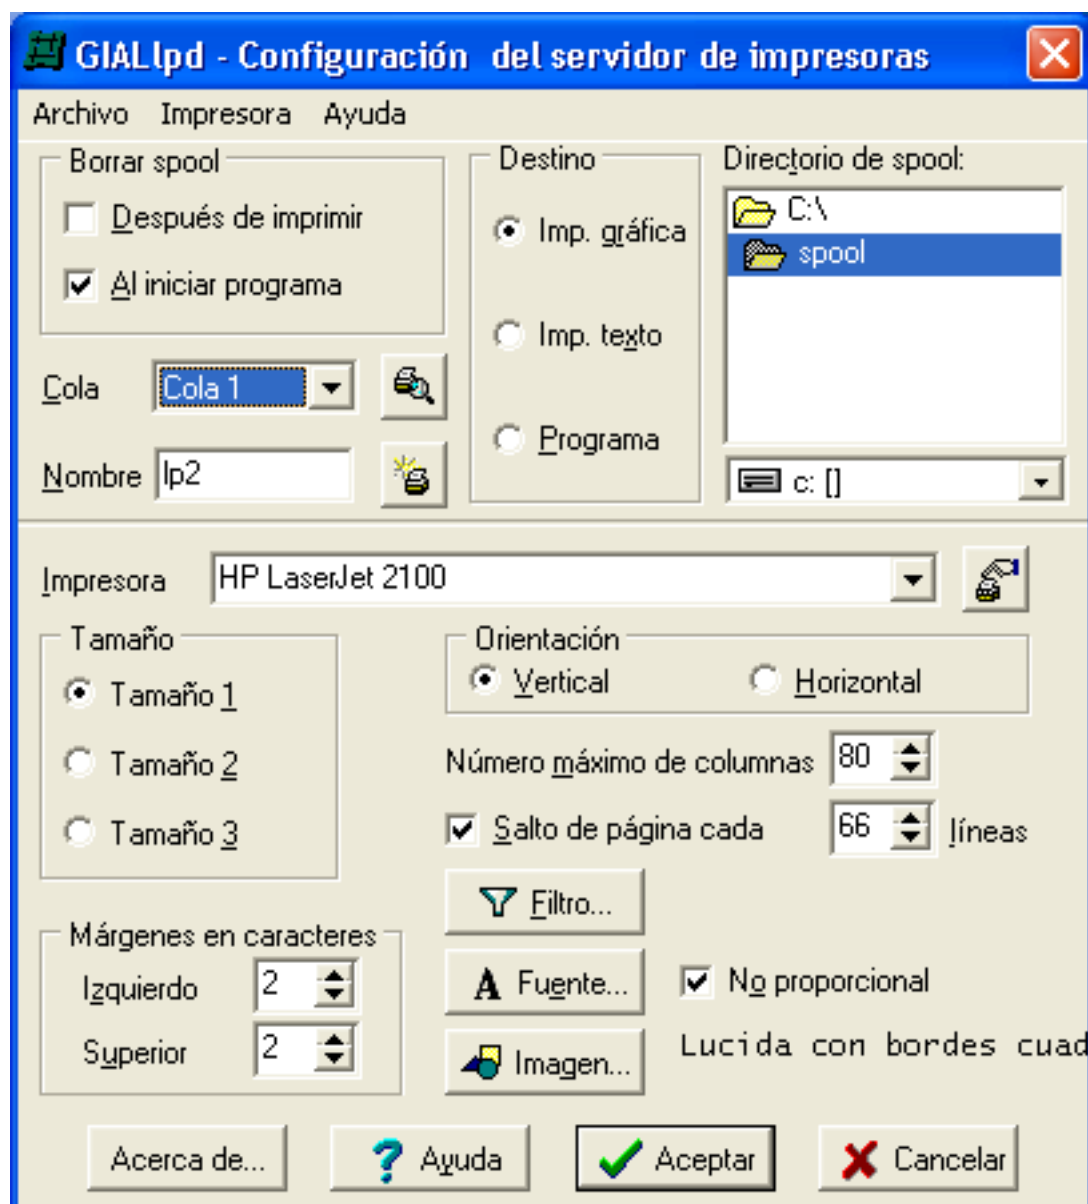 GIALlpd - Configuración del servidor de impresoras
Archivo Impresora Ayuda
Borrar spool
Después de imprimir
Al iniciar programa
Cola Cola 1
Nombre lp2
Destino
Imp. gráfica
Imp. texto
Programa
Directorio de spool:
C:\
spool
c: []
Impresora HP LaserJet 2100
Tamaño
Tamaño 1
Tamaño 2
Tamaño 3
Orientación
Vertical Horizontal
Número máximo de columnas 80
Salto de página cada 66 líneas
Filtro...
Márgenes en caracteres
Izquierdo 2
Superior 2
Fuente... No proporcional
Imagen... Lucida con bordes cuad
Acerca de... Ayuda Aceptar Cancelar